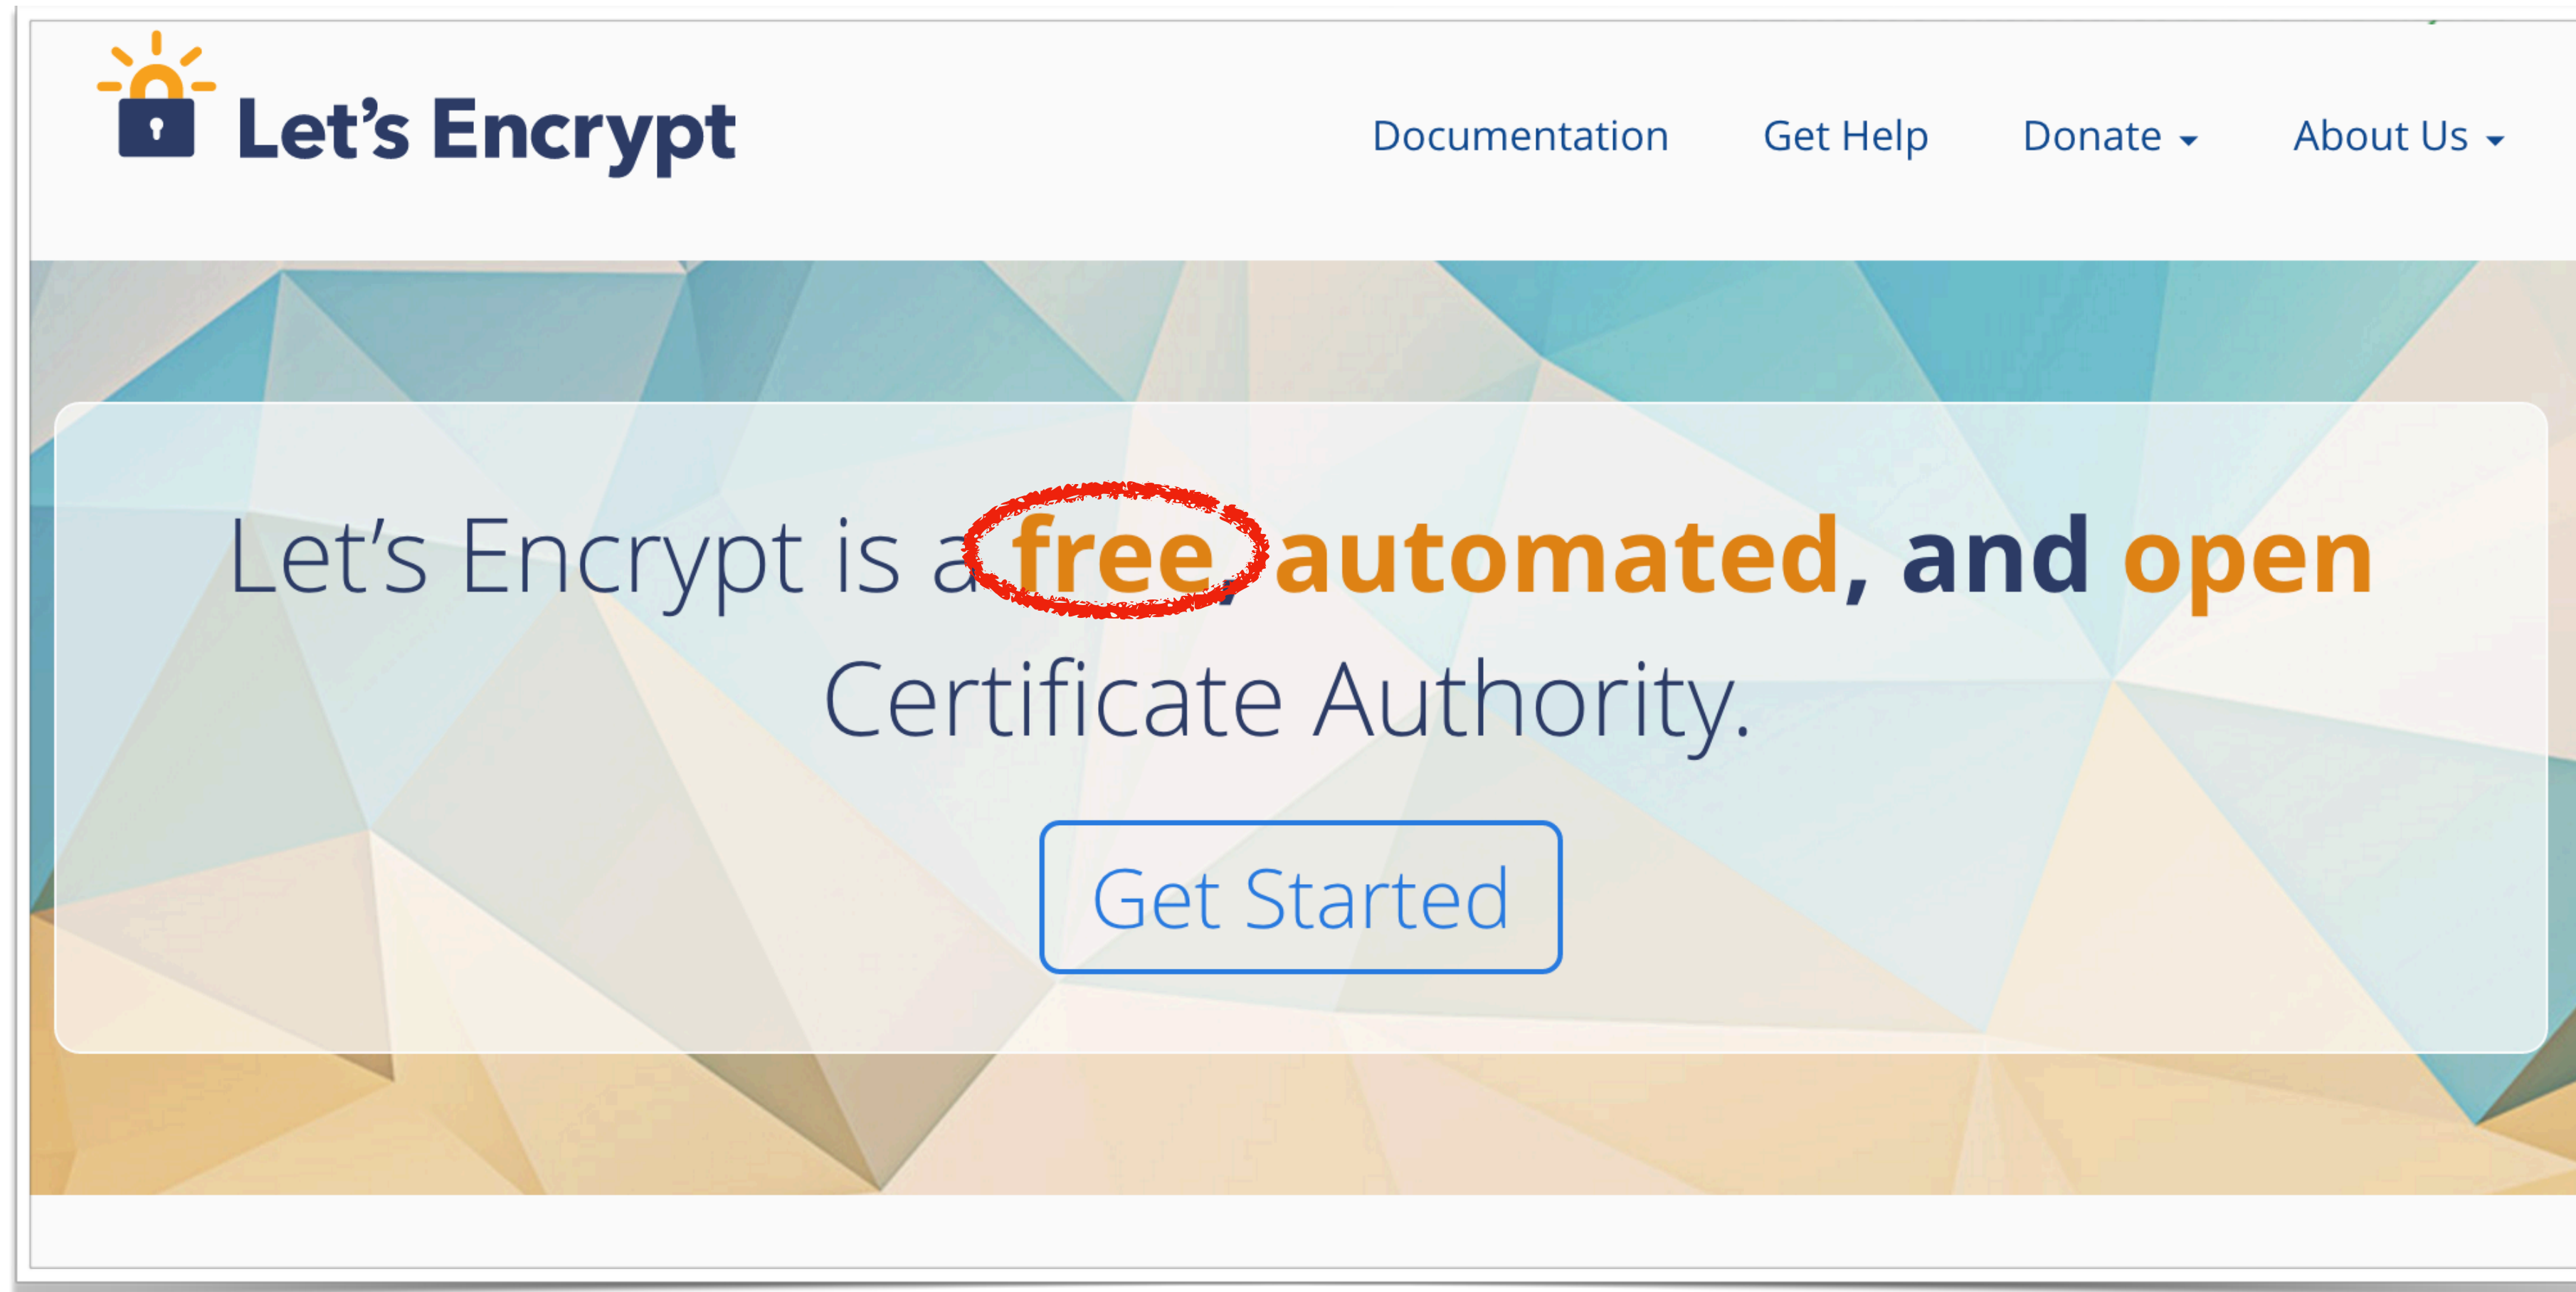 Let’s Encrypt
Documentation Get Help Donate About Us
Let’s Encrypt is a free, automated, and open
Certificate Authority.
Get Started